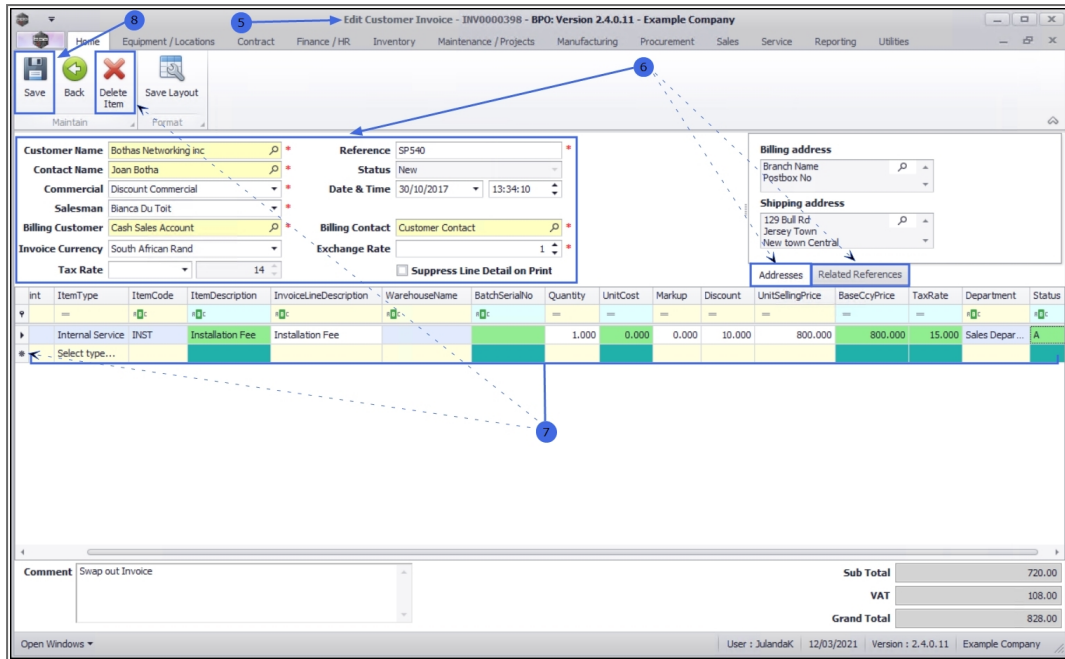 8
5
Edit Customer Invoice - INV0000398 - BPO: Version 2.4.0.11 - Example Company
Home Equipment / Locations Contract Finance / HR Inventory Maintenance / Projects Manufacturing Procurement Sales Service Reporting Utilities
Save Back Delete Item Save Layout
Maintain Format
6
Customer Name Bothas Networking inc * Reference SP540 *
Contact Name Joan Botha * Status New
Commercial Discount Commercial * Date & Time 30/10/2017 13:34:10
Salesman Bianca Du Toit *
Billing Customer Cash Sales Account * Billing Contact Customer Contact *
Invoice Currency South African Rand Exchange Rate 1 *
Tax Rate 14 Suppress Line Detail on Print
Billing address
Branch Name
Postbox No
Shipping address
129 Bull Rd
Jersey Town
New town Central
Addresses Related References
int ItemType ItemCode ItemDescription InvoiceLineDescription WarehouseName BatchSerialNo Quantity UnitCost Markup Discount UnitSellingPrice BaseCcyPrice TaxRate Department Status
Internal Service INST Installation Fee Installation Fee 1.000 0.000 0.000 10.000 800.000 800.000 15.000 Sales Depar... A
Select type...
7
Comment Swap out Invoice
Sub Total 720.00
VAT 108.00
Grand Total 828.00
Open Windows User : JulandaK 12/03/2021 Version : 2.4.0.11 Example Company